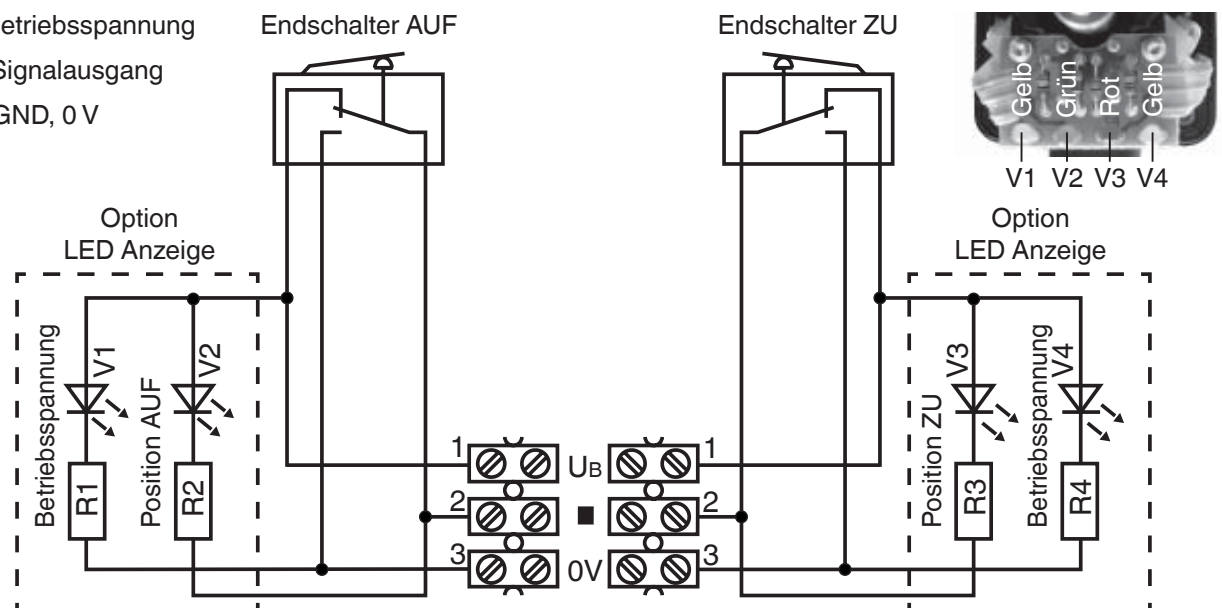 etriebsspannung
Signalausgang
GND, 0 V
Endschalter AUF
Endschalter ZU
Gelb
Grün
Rot
Gelb
V1 V2 V3 V4
Option
LED Anzeige
Option
LED Anzeige
Betriebsspannung
V1
Position AUF
V2
R1
R2
Position ZU
V3
Betriebsspannung
V4
R3
R4
1
UB
1
2
2
3
0V
3